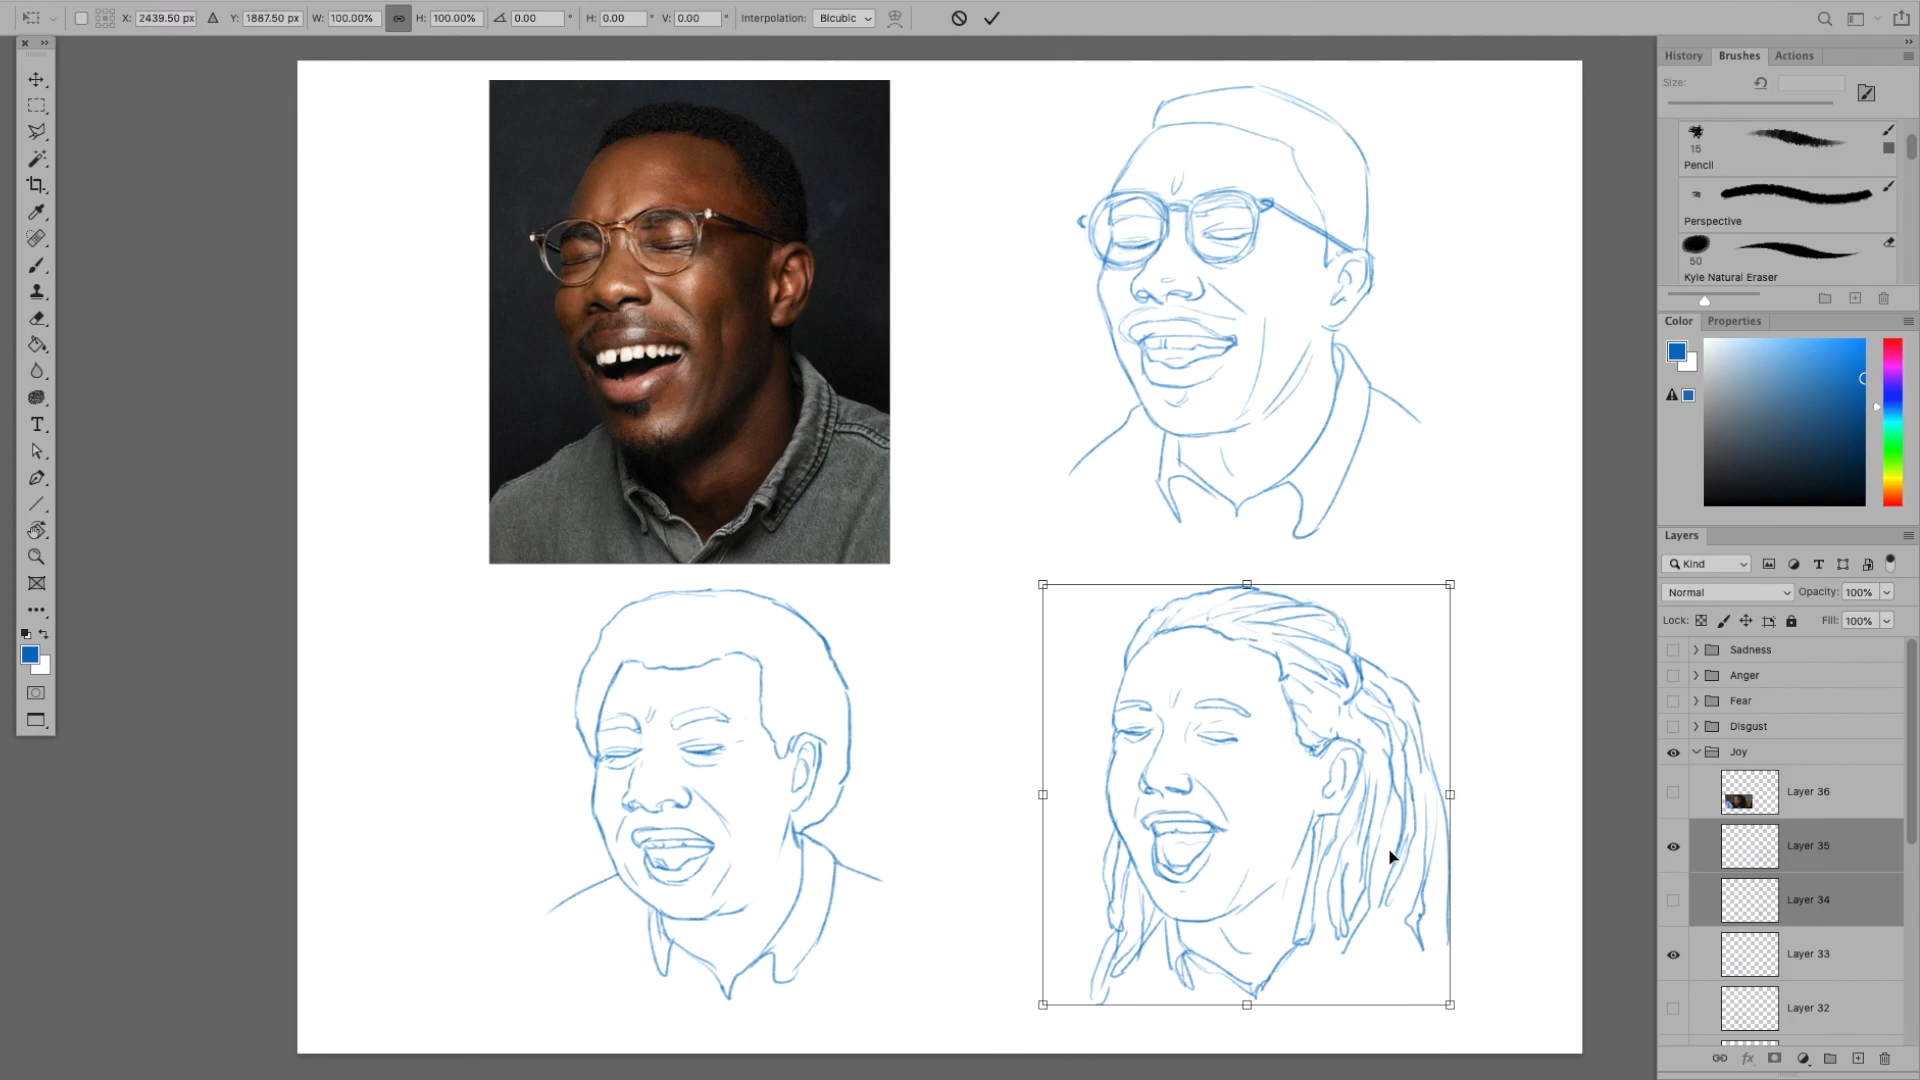 X: 2439.50 px Y: 1887.50 px W: 100.00% H: 100.00% 0.00 ° H: 0.00 ° V: 0.00 ° Interpolation: Bicubic
History Brushes Actions
Size:
15
Pencil
Perspective
50
Kyle Natural Eraser
Color Properties
Layers
Kind T
Normal Opacity: 100%
Lock: Fill: 100%
Sadness
Anger
Fear
Disgust
Joy
Layer 36
Layer 35
Layer 34
Layer 33
Layer 32
fx